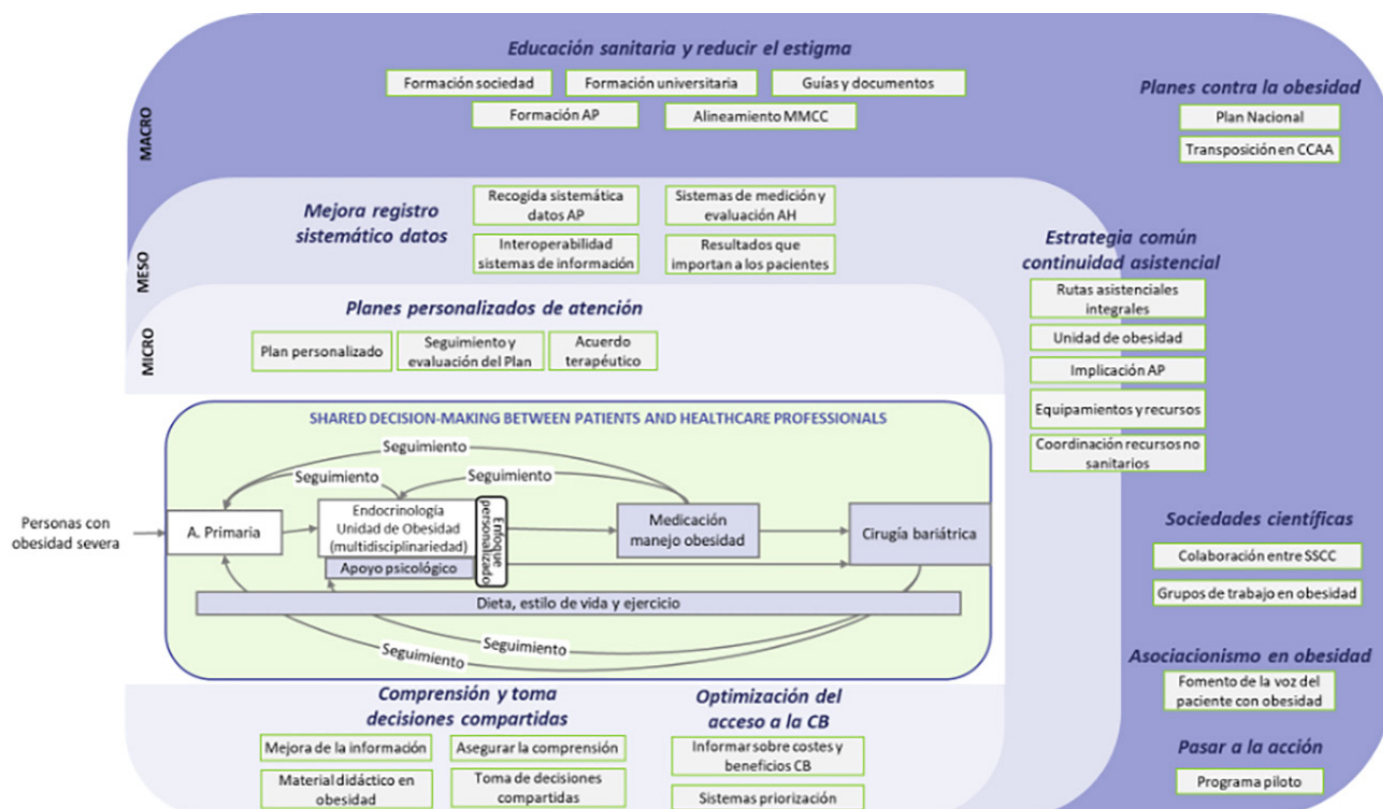 Educación sanitaria y reducir el estigma
Formación sociedad
Formación universitaria
Guías y documentos
Formación AP
Alineamiento MMCC
Planes contra la obesidad
Plan Nacional
Transposición en CCAA
MACRO
Mejora registro
sistemático datos
Recogida sistemática
datos AP
Sistemas de medición y
evaluación AH
Interoperabilidad
sistemas de información
Resultados que
importan a los pacientes
MESO
Estrategia común
continuidad asistencial
Rutas asistenciales
integrales
Unidad de obesidad
Implicación AP
Equipamientos y recursos
Coordinación recursos no
sanitarios
Planes personalizados de atención
Plan personalizado
Seguimiento y
evaluación del Plan
Acuerdo
terapéutico
MICRO
SHARED DECISION-MAKING BETWEEN PATIENTS AND HEALTHCARE PROFESSIONALS
Seguimiento
Seguimiento
Seguimiento
Personas con
obesidad severa
A. Primaria
Endocrinología
Unidad de Obesidad
(multidisciplinariedad)
Apoyo psicológico
Enfoque
personalizado
Medicación
manejo obesidad
Cirugía bariátrica
Dieta, estilo de vida y ejercicio
Seguimiento
Seguimiento
Sociedades científicas
Colaboración entre SSCC
Grupos de trabajo en obesidad
Asociacionismo en obesidad
Fomento de la voz del
paciente con obesidad
Pasar a la acción
Programa piloto
Comprensión y toma
decisiones compartidas
Mejora de la información
Asegurar la comprensión
Material didáctico en
obesidad
Toma de decisiones
compartidas
Optimización del
acceso a la CB
Informar sobre costes y
beneficios CB
Sistemas priorización